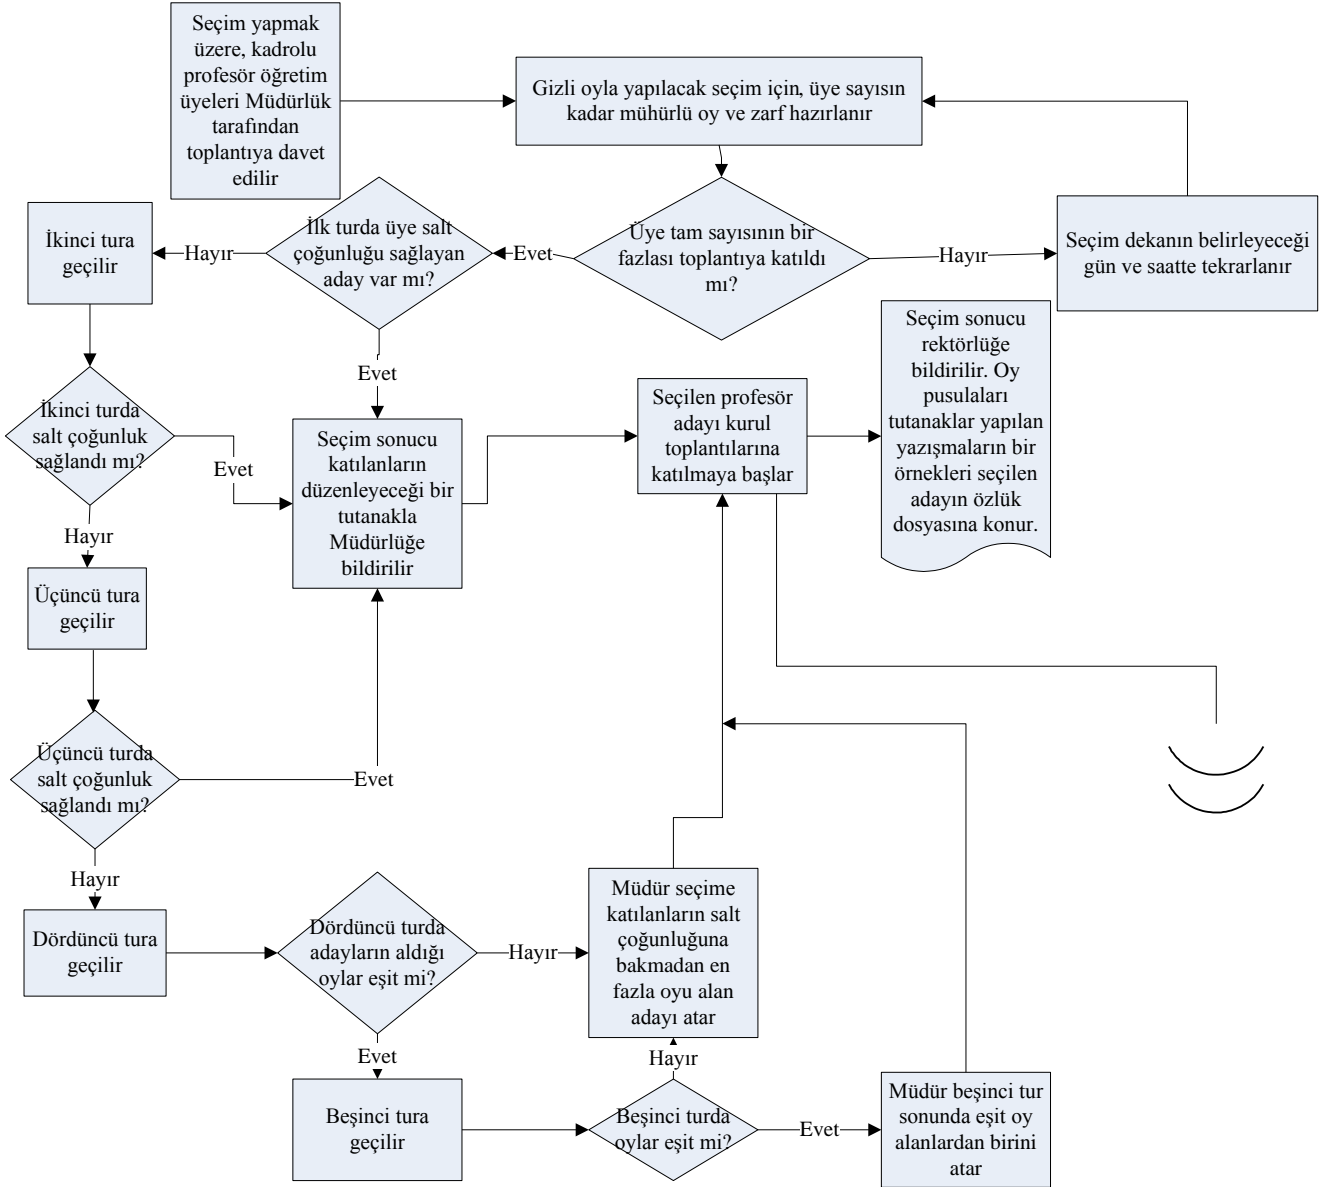 Seçim yapmak
üzere, kadrolu
profesör öğretim
üyeleri Müdürlük
tarafından
toplantıya davet
edilir
Gizli oyla yapılacak seçim için, üye sayısın
kadar mühürlü oy ve zarf hazırlanır
Üye tam sayısının bir
fazlası toplantıya katıldı
mı?
Hayır
Seçim dekanın belirleyeceği
gün ve saatte tekrarlanır
Evet
İlk turda üye salt
çoğunluğu sağlayan
aday var mı?
Hayır
İkinci tura
geçilir
Evet
İkinci turda
salt çoğunluk
sağlandı mı?
Evet
Seçim sonucu
katılanların
düzenleyeceği bir
tutanakla
Müdürlüğe
bildirilir
Seçilen profesör
adayı kurul
toplantılarına
katılmaya başlar
Seçim sonucu
rektörlüğe
bildirilir. Oy
pusulaları
tutanaklar yapılan
yazışmaların bir
örnekleri seçilen
adayın özlük
dosyasına konur.
Hayır
Üçüncü tura
geçilir
Üçüncü turda
salt çoğunluk
sağlandı mı?
Evet
Hayır
Dördüncü tura
geçilir
Dördüncü turda
adayların aldığı
oylar eşit mi?
Hayır
Müdür seçime
katılanların salt
çoğunluğuna
bakmadan en
fazla oyu alan
adayı atar
Evet
Beşinci tura
geçilir
Beşinci turda
oylar eşit mi?
Hayır
Evet
Müdür beşinci tur
sonunda eşit oy
alanlardan birini
atar